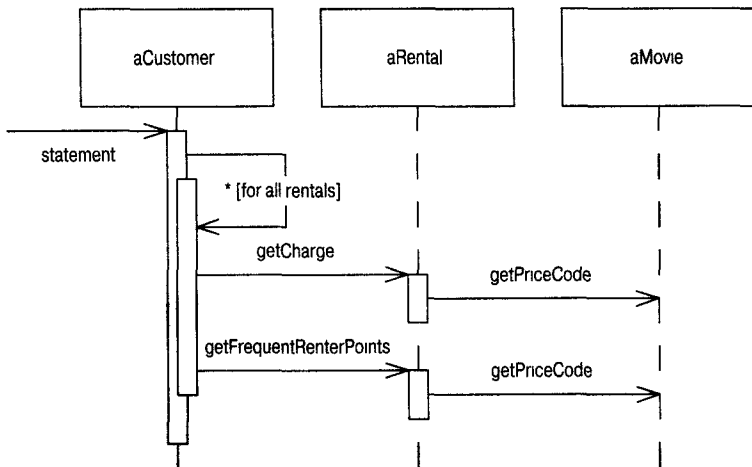 aCustomer
aRental
aMovie
statement
* [for all rentals]
getCharge
getPriceCode
getFrequentRenterPoints
getPriceCode